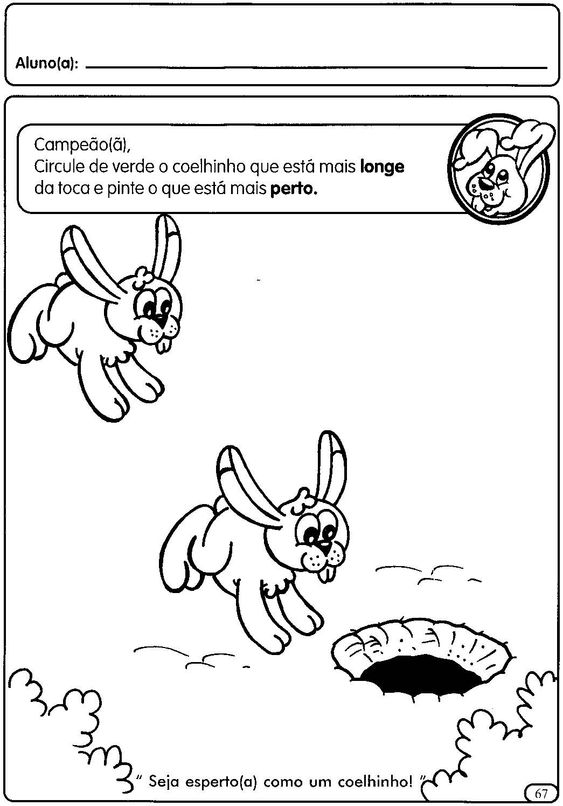 Aluno(a):
Campeão(ã),
Circule de verde o coelhinho que está mais longe
da toca e pinte o que está mais perto.
" Seja esperto(a) como um coelhinho! "
67